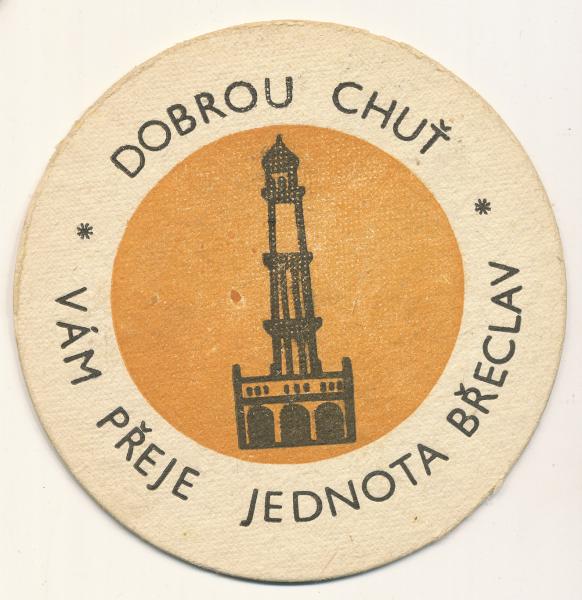 DOBROU CHUŤ
* VÁM PŘEJE JEDNOTA BŘECLAV *